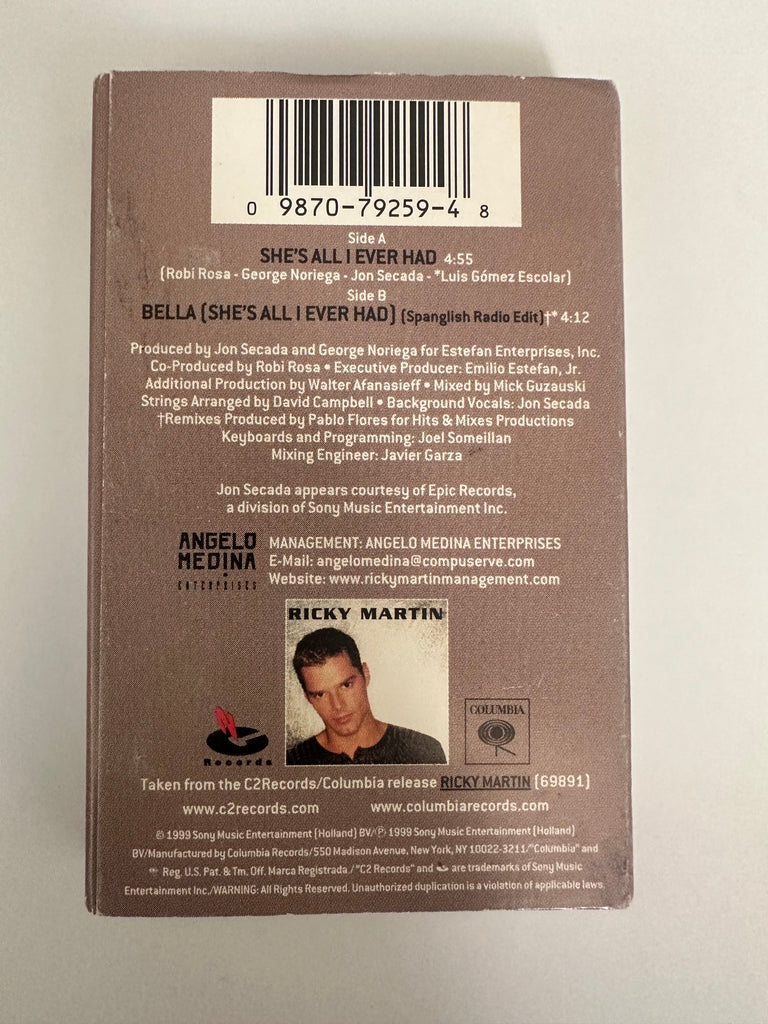 0 9870-79259-4 8
Side A
SHE'S ALL I EVER HAD 4:55
(Robi Rosa - George Noriega - Jon Secada - *Luis Gómez Escolar)
Side B
BELLA (SHE'S ALL I EVER HAD) (Spanglish Radio Edit)†* 4:12
Produced by Jon Secada and George Noriega for Estefan Enterprises, Inc.
Co-Produced by Robi Rosa • Executive Producer: Emilio Estefan, Jr.
Additional Production by Walter Afanasieff • Mixed by Mick Guzauski
Strings Arranged by David Campbell • Background Vocals: Jon Secada
†Remixes Produced by Pablo Flores for Hits & Mixes Productions
Keyboards and Programming: Joel Someillan
Mixing Engineer: Javier Garza
Jon Secada appears courtesy of Epic Records,
a division of Sony Music Entertainment Inc.
ANGELO
MEDINA
ENTERPRISES
MANAGEMENT: ANGELO MEDINA ENTERPRISES
E-Mail: angelomedina@compuserve.com
Website: www.rickymartinmanagement.com
RICKY MARTIN
Records
COLUMBIA
Taken from the C2Records/Columbia release RICKY MARTIN (69891)
www.c2records.com www.columbiarecords.com
© 1999 Sony Music Entertainment (Holland) BV/℗ 1999 Sony Music Entertainment (Holland)
BV/Manufactured by Columbia Records/550 Madison Avenue, New York, NY 10022-3211/"Columbia" and
Reg. U.S. Pat. & Tm. Off. Marca Registrada./"C2 Records" and are trademarks of Sony Music
Entertainment Inc./WARNING: All Rights Reserved. Unauthorized duplication is a violation of applicable laws.